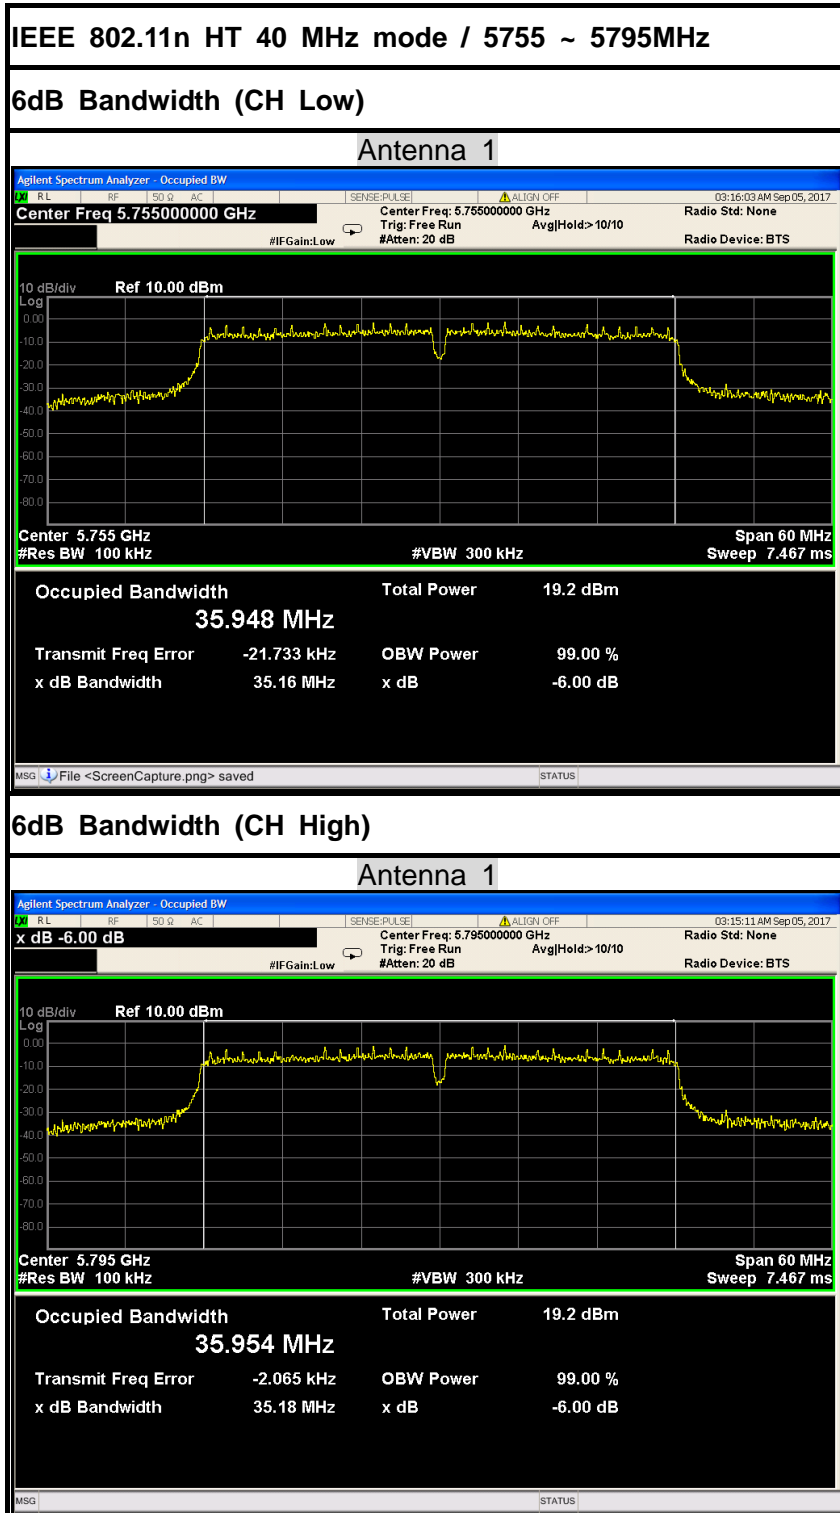 IEEE 802.11n HT 40 MHz mode / 5755 ~ 5795MHz
6dB Bandwidth (CH Low)
Antenna 1
Agilent Spectrum Analyzer - Occupied BW
LXI RL RF 50 Ω AC SENSE:PULSE ALIGN OFF 03:16:03 AM Sep 05, 2017
Center Freq 5.755000000 GHz Center Freq: 5.755000000 GHz Radio Std: None
Trig: Free Run Avg|Hold:>10/10
#IFGain:Low #Atten: 20 dB Radio Device: BTS
10 dB/div Ref 10.00 dBm
Log
0.00
-10.0
-20.0
-30.0
-40.0
-50.0
-60.0
-70.0
-80.0
Center 5.755 GHz Span 60 MHz
#Res BW 100 kHz #VBW 300 kHz Sweep 7.467 ms
Occupied Bandwidth Total Power 19.2 dBm
35.948 MHz
Transmit Freq Error -21.733 kHz OBW Power 99.00 %
x dB Bandwidth 35.16 MHz x dB -6.00 dB
MSG File <ScreenCapture.png> saved STATUS
6dB Bandwidth (CH High)
Antenna 1
Agilent Spectrum Analyzer - Occupied BW
LXI RL RF 50 Ω AC SENSE:PULSE ALIGN OFF 03:15:11 AM Sep 05, 2017
x dB -6.00 dB Center Freq: 5.795000000 GHz Radio Std: None
Trig: Free Run Avg|Hold:>10/10
#IFGain:Low #Atten: 20 dB Radio Device: BTS
10 dB/div Ref 10.00 dBm
Log
0.00
-10.0
-20.0
-30.0
-40.0
-50.0
-60.0
-70.0
-80.0
Center 5.795 GHz Span 60 MHz
#Res BW 100 kHz #VBW 300 kHz Sweep 7.467 ms
Occupied Bandwidth Total Power 19.2 dBm
35.954 MHz
Transmit Freq Error -2.065 kHz OBW Power 99.00 %
x dB Bandwidth 35.18 MHz x dB -6.00 dB
MSG STATUS